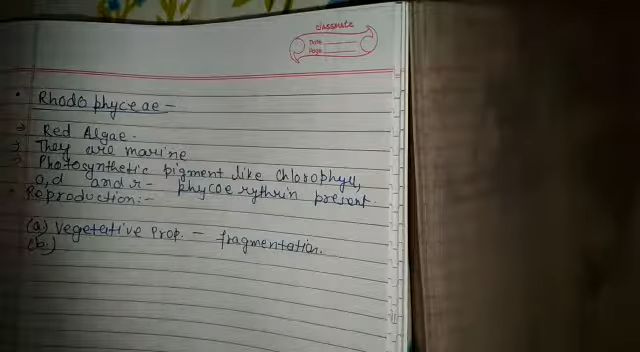 classmate
Date
Page
• Rhodophyceae -
→ Red Algae.
→ They are marine
→ Photosynthetic pigment like Chlorophyll,
a,d and r- phycoerythrin present.
• Reproduction:-
(a) Vegetative Prop. - fragmentation.
(b.)